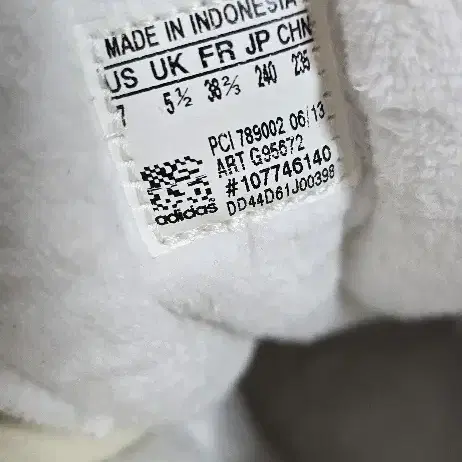 MADE IN INDONESIA
US UK FR JP CHN
7 5½ 38⅔ 240 235
PCI 789002 06/13
ART G95672
#107746140
DD44D61J00398
adidas